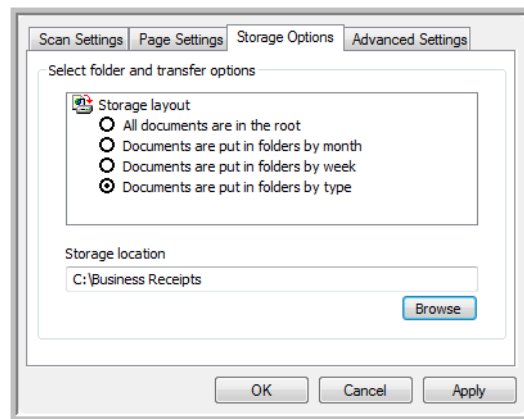 Scan Settings Page Settings Storage Options Advanced Settings
Select folder and transfer options
Storage layout
All documents are in the root
Documents are put in folders by month
Documents are put in folders by week
Documents are put in folders by type
Storage location
C:\Business Receipts
Browse
OK Cancel Apply